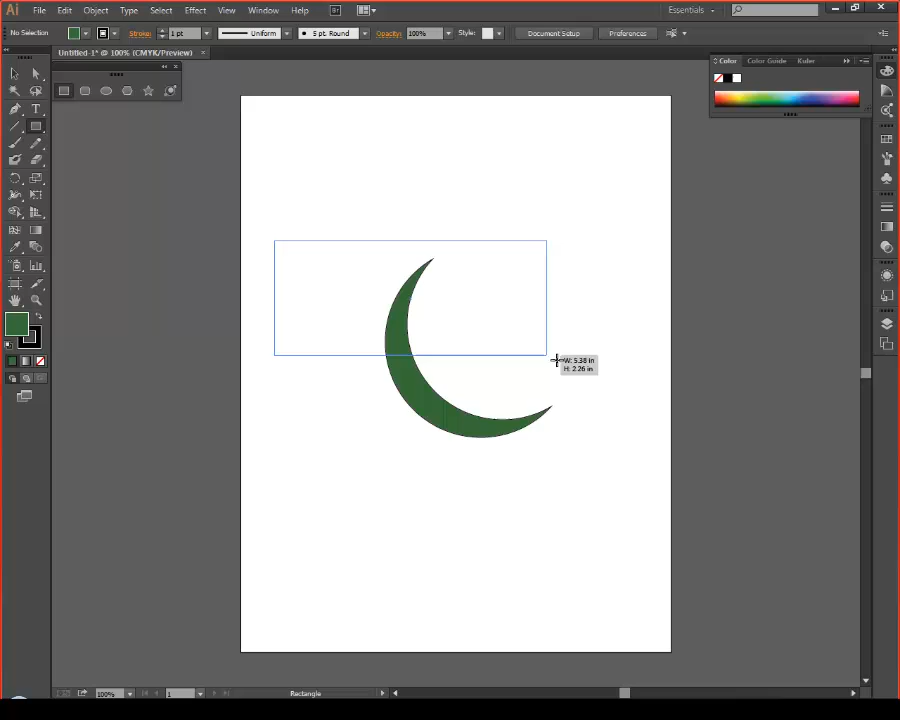 Ai File Edit Object Type Select Effect View Window Help Br Essentials
No Selection Stroke: 1 pt Uniform 5 pt. Round Opacity: 100% Style: Document Setup Preferences
Untitled-1* @ 100% (CMYK/Preview) ×
Color Color Guide Kuler
W: 5.38 in
H: 2.26 in
100% 1 Rectangle